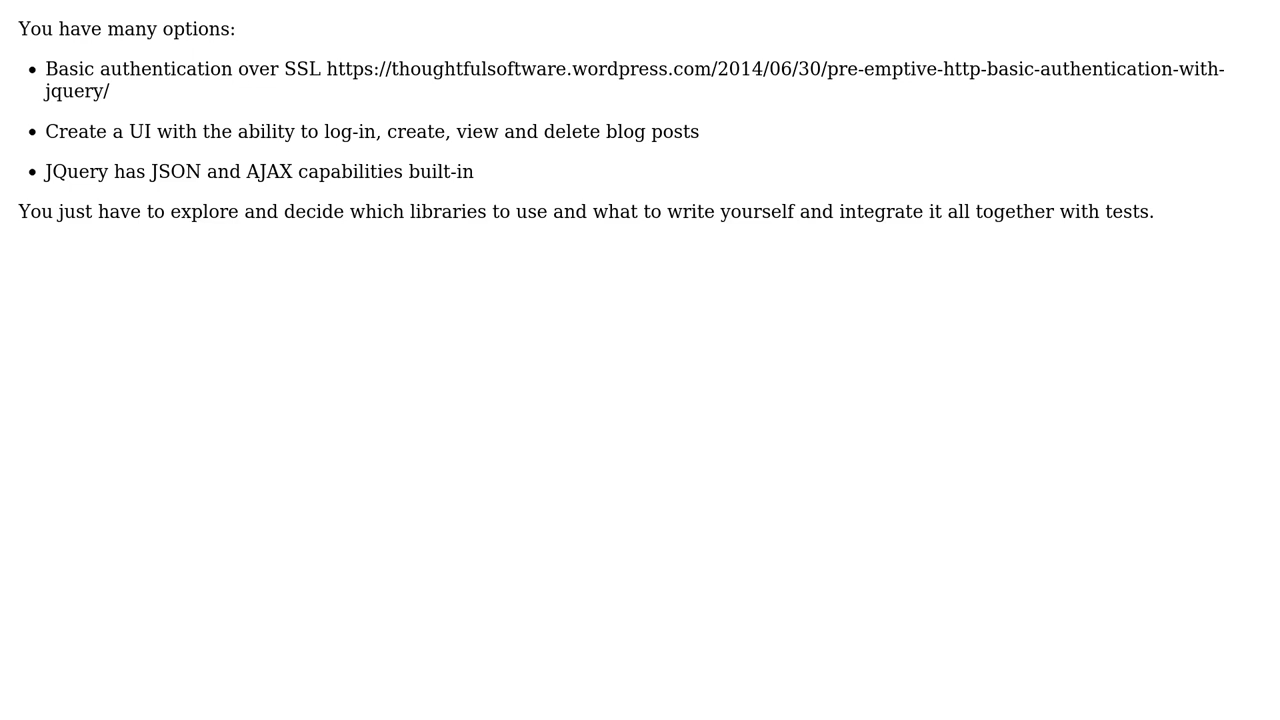 You have many options:
• Basic authentication over SSL https://thoughtfulsoftware.wordpress.com/2014/06/30/pre-emptive-http-basic-authentication-with-
jquery/
• Create a UI with the ability to log-in, create, view and delete blog posts
• JQuery has JSON and AJAX capabilities built-in
You just have to explore and decide which libraries to use and what to write yourself and integrate it all together with tests.